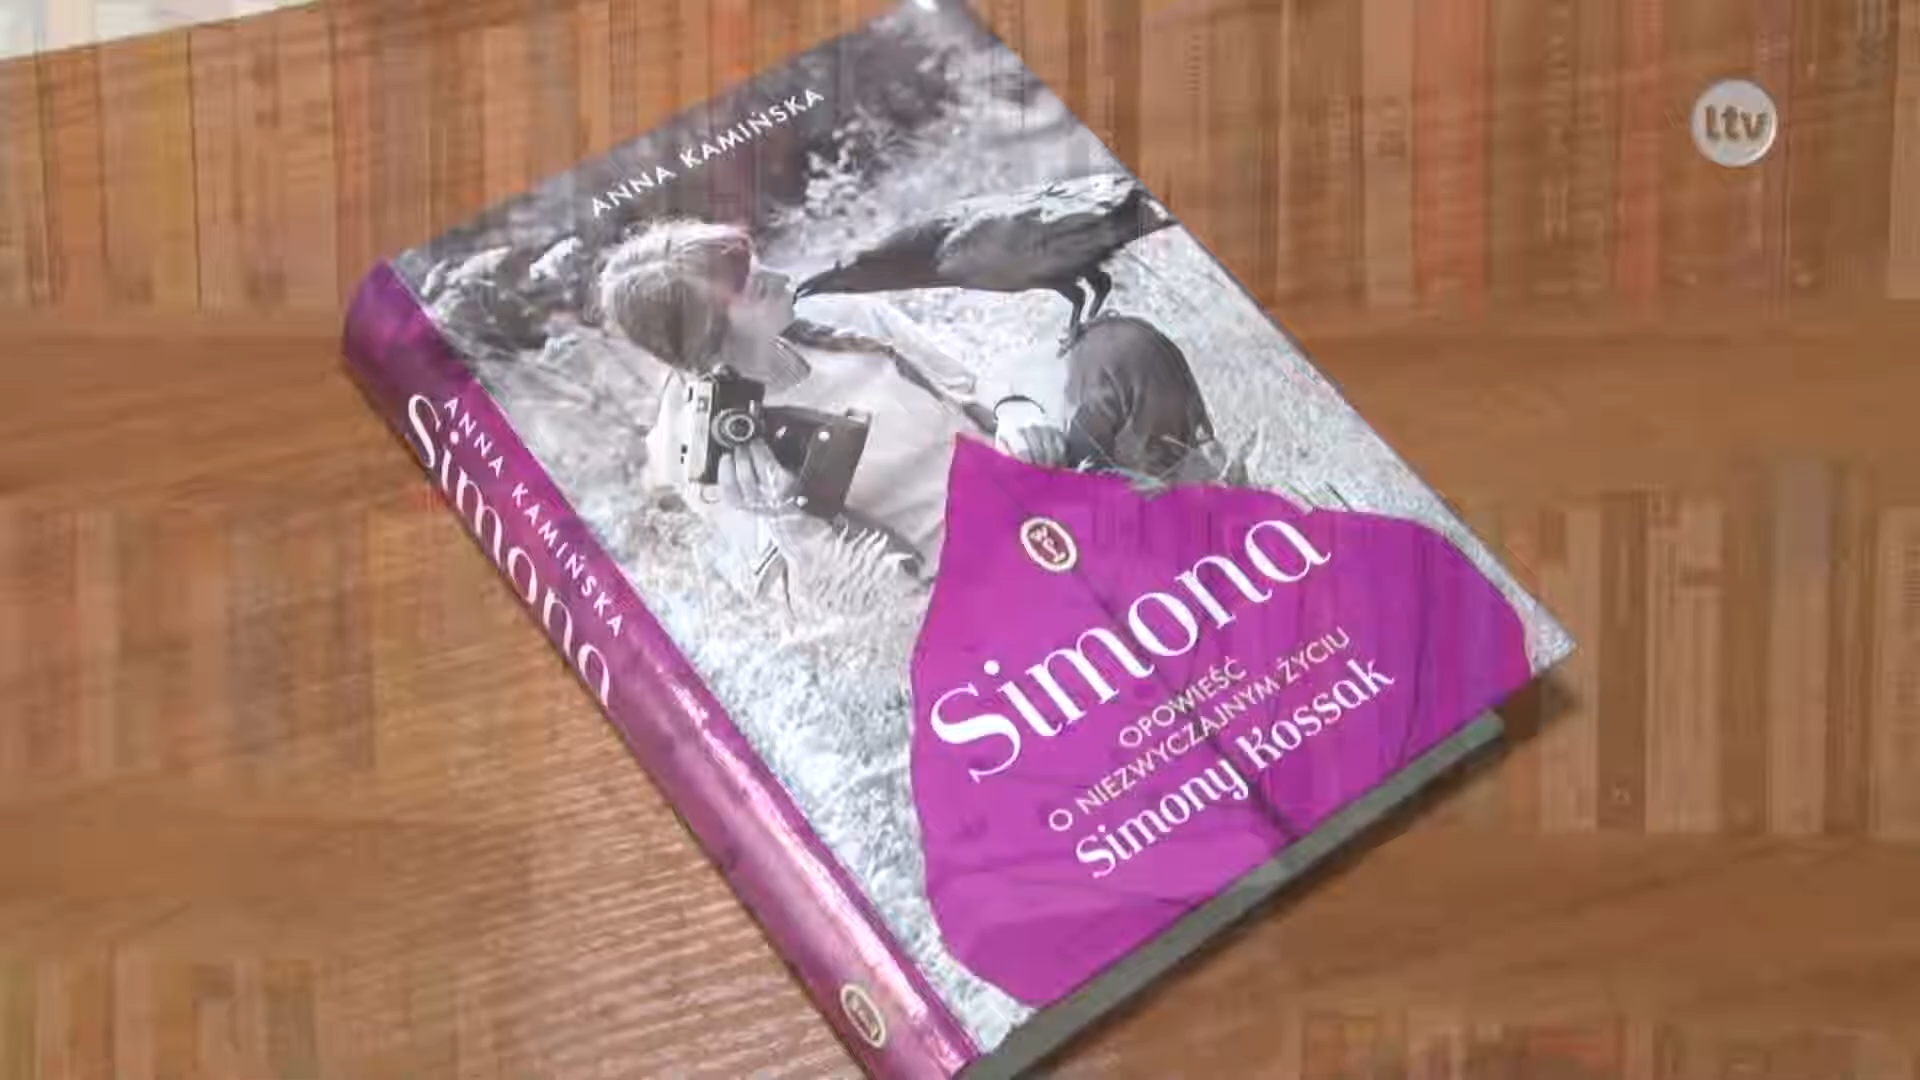 ltv
ANNA KAMIŃSKA
ANNA KAMIŃSKA
Simona
Simona
OPOWIEŚĆ
O NIEZWYCZAJNYM ŻYCIU
Simony Kossak